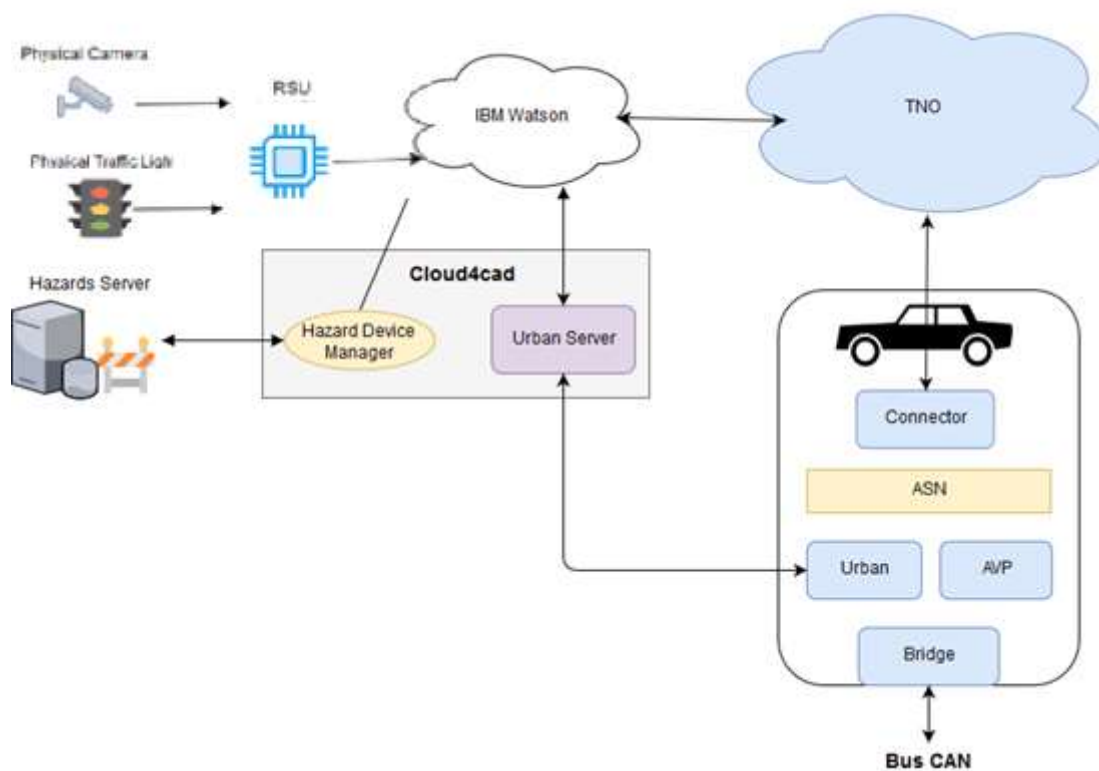 Physical Camera
RSU
IBM Watson
TNO
Physical Traffic Light
Cloud4cad
Hazards Server
Hazard Device
Manager
Urban Server
Connector
ASN
Urban
AVP
Bridge
Bus CAN